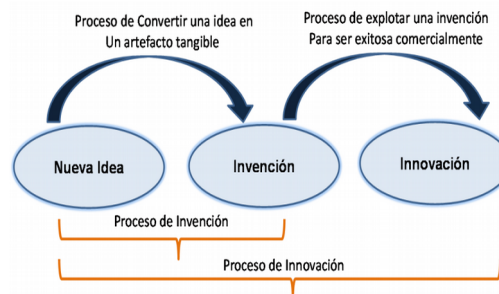 Proceso de Convertir una idea en
Un artefacto tangible
Proceso de explotar una invención
Para ser exitosa comercialmente
Nueva Idea
Invención
Innovación
Proceso de Invención
Proceso de Innovación